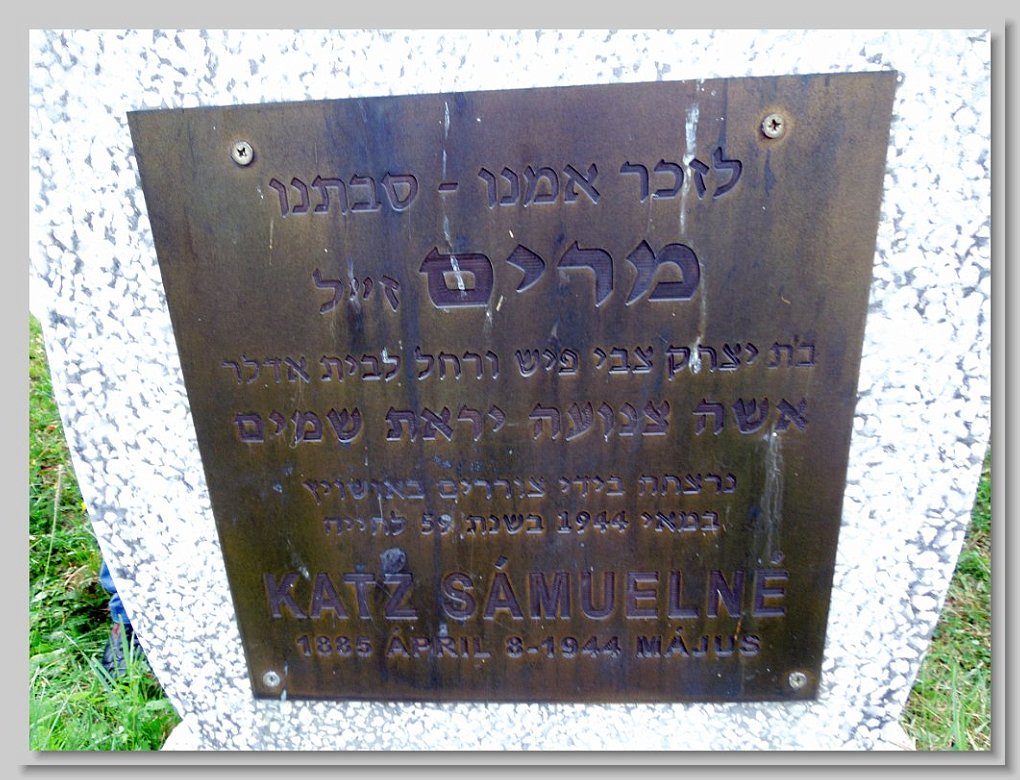 לזכר אמנו - סבתנו
מרים ז״ל
בת יצחק צבי פיש ורחל לבית אדלר
אשה צנועה יראת שמים
נרצחה בידי צוררים באושויץ
במאי 1944 בשנת 59 לחייה
KATZ SÁMUELNÉ
1885 APRIL 8-1944 MÁJUS